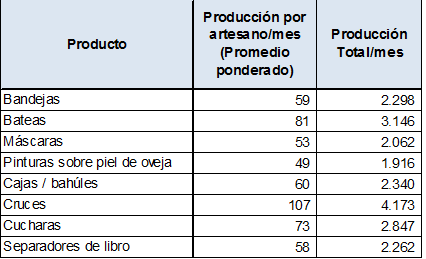 Producto Producción por artesano/mes (Promedio ponderado) Producción Total/mes
Bandejas 59 2.298
Bateas 81 3.146
Máscaras 53 2.062
Pinturas sobre piel de oveja 49 1.916
Cajas / bahúles 60 2.340
Cruces 107 4.173
Cucharas 73 2.847
Separadores de libro 58 2.262